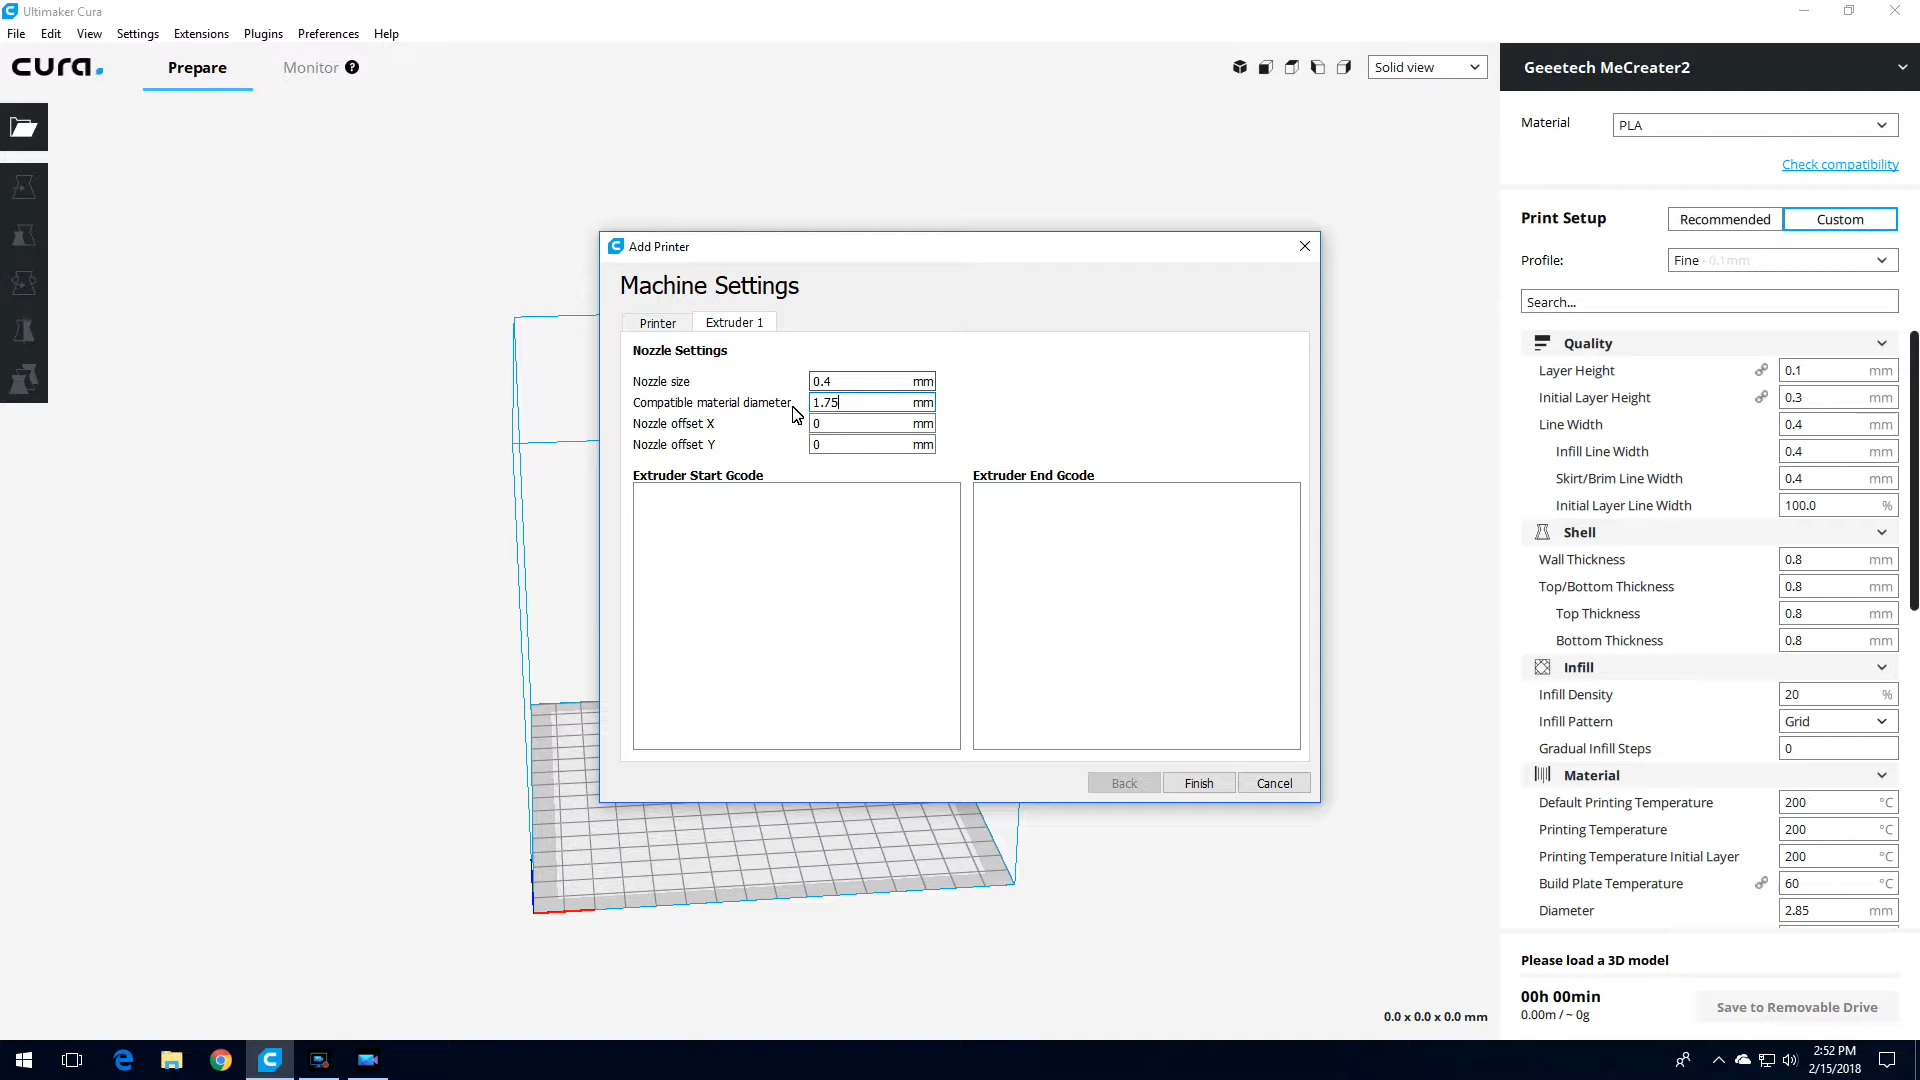 Ultimaker Cura
File Edit View Settings Extensions Plugins Preferences Help
cura. Prepare Monitor ? Solid view Geeetech MeCreater2
Material PLA
Check compatibility
Print Setup Recommended Custom
Profile: Fine - 0.1mm
Search...
Quality
Layer Height 0.1 mm
Initial Layer Height 0.3 mm
Line Width 0.4 mm
Infill Line Width 0.4 mm
Skirt/Brim Line Width 0.4 mm
Initial Layer Line Width 100.0 %
Shell
Wall Thickness 0.8 mm
Top/Bottom Thickness 0.8 mm
Top Thickness 0.8 mm
Bottom Thickness 0.8 mm
Infill
Infill Density 20 %
Infill Pattern Grid
Gradual Infill Steps 0
Material
Default Printing Temperature 200 °C
Printing Temperature 200 °C
Printing Temperature Initial Layer 200 °C
Build Plate Temperature 60 °C
Diameter 2.85 mm
Please load a 3D model
00h 00min
0.00m / ~ 0g
Save to Removable Drive
Add Printer
Machine Settings
Printer Extruder 1
Nozzle Settings
Nozzle size 0.4 mm
Compatible material diameter 1.75 mm
Nozzle offset X 0 mm
Nozzle offset Y 0 mm
Extruder Start Gcode Extruder End Gcode
Back Finish Cancel
0.0 x 0.0 x 0.0 mm
2:52 PM
2/15/2018